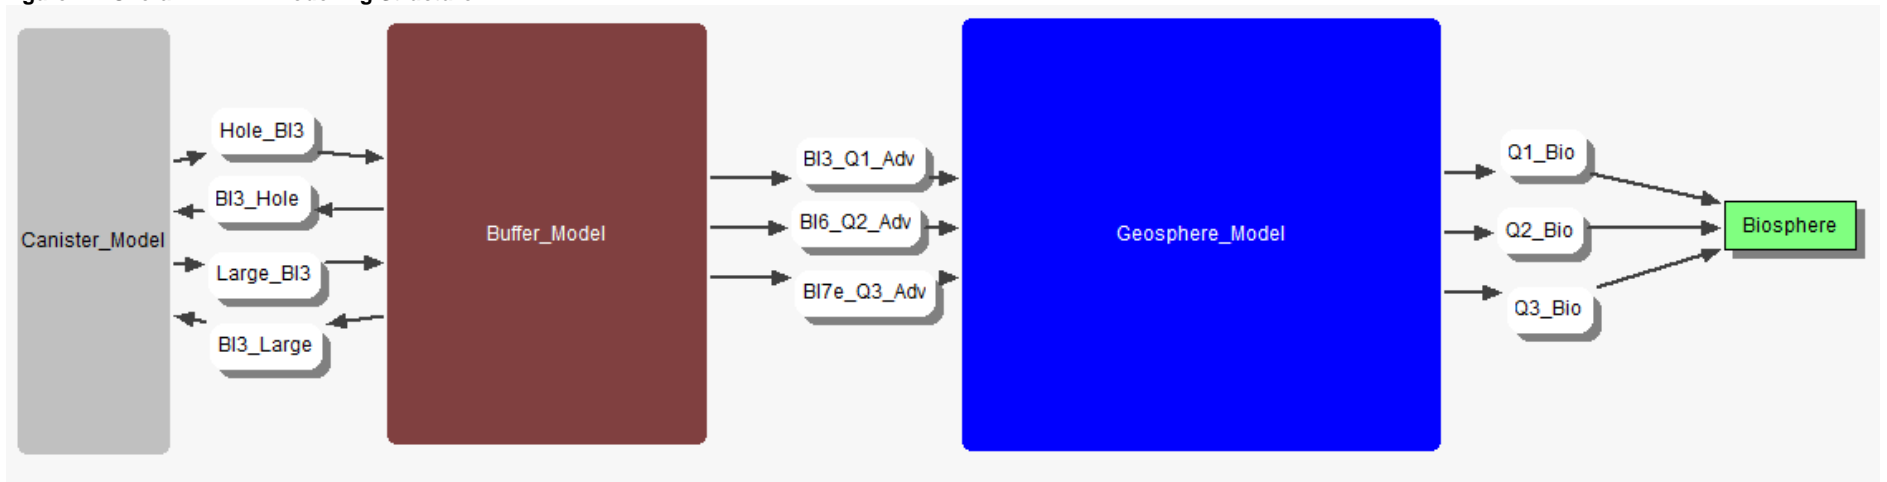 Canister_Model
Hole_BI3
BI3_Hole
Large_BI3
BI3_Large
Buffer_Model
BI3_Q1_Adv
BI6_Q2_Adv
BI7e_Q3_Adv
Geosphere_Model
Q1_Bio
Q2_Bio
Q3_Bio
Biosphere